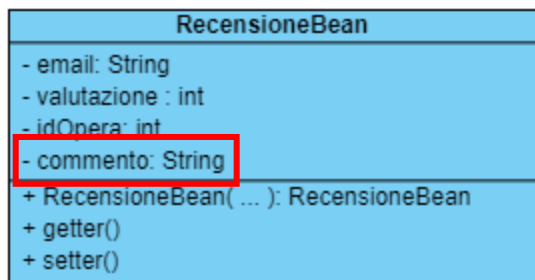 RecensioneBean
- email: String
- valutazione : int
- idOpera: int
- commento: String
+ RecensioneBean( ... ): RecensioneBean
+ getter()
+ setter()